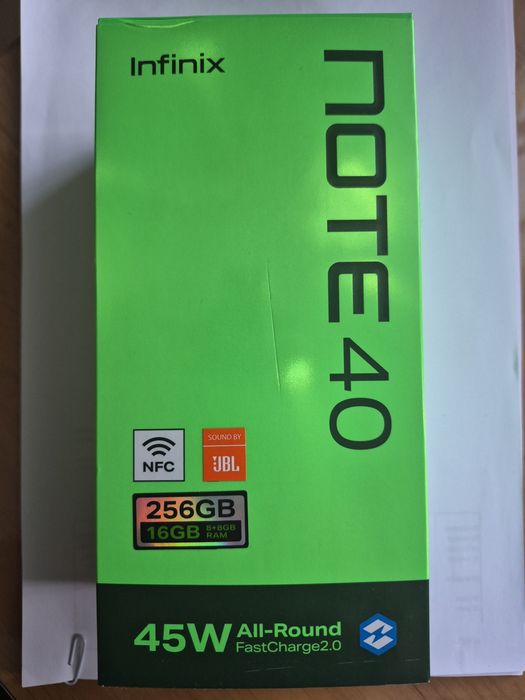 Infinix
NOTE 40
NFC
SOUND BY
JBL
256GB
16GB 8+8GB
RAM
45W All-Round
FastCharge2.0